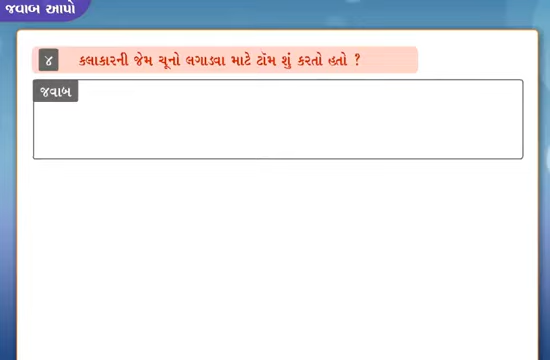 જવાબ આપો
૪ કલાકારની જેમ ચૂનો લગાડવા માટે ટૉમ શું કરતો હતો ?
જવાબ